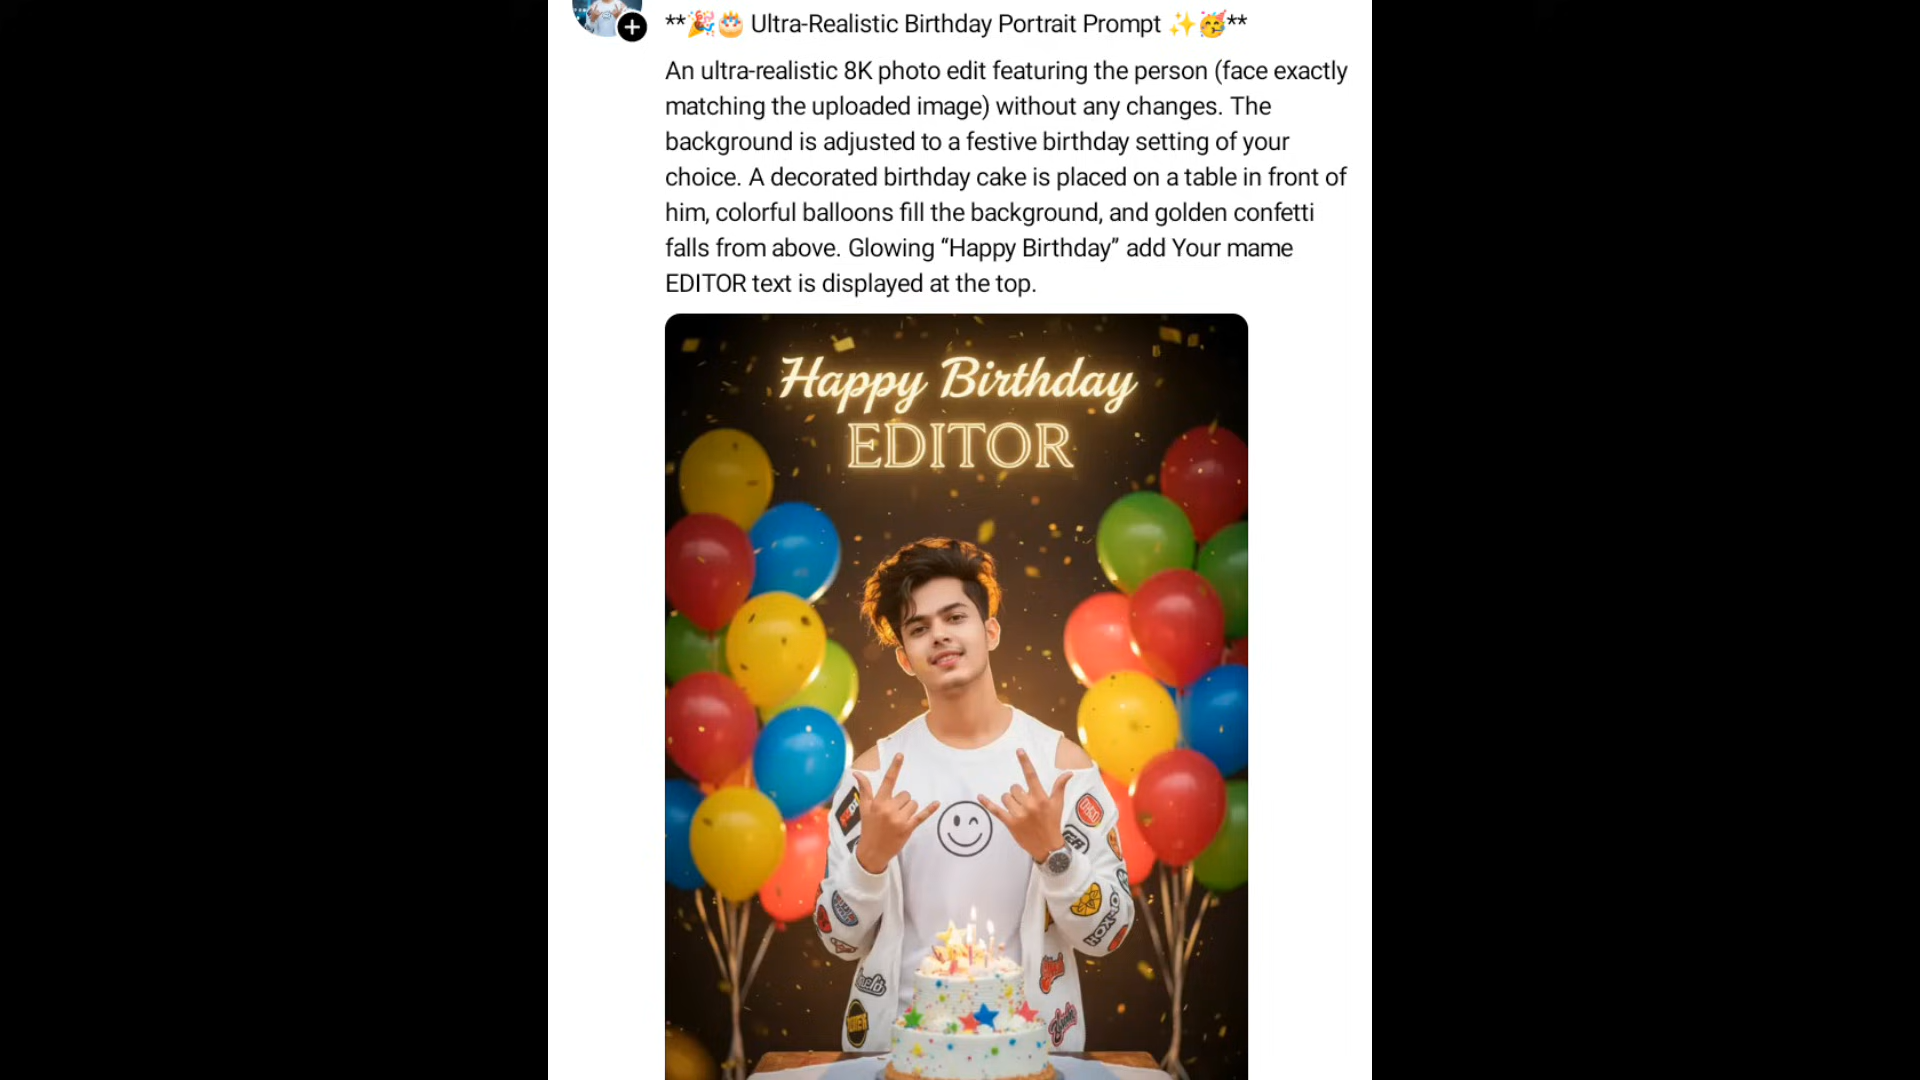 **🎉🎂 Ultra-Realistic Birthday Portrait Prompt ✨🥳**
An ultra-realistic 8K photo edit featuring the person (face exactly
matching the uploaded image) without any changes. The
background is adjusted to a festive birthday setting of your
choice. A decorated birthday cake is placed on a table in front of
him, colorful balloons fill the background, and golden confetti
falls from above. Glowing “Happy Birthday” add Your mame
EDITOR text is displayed at the top.
Happy Birthday
EDITOR